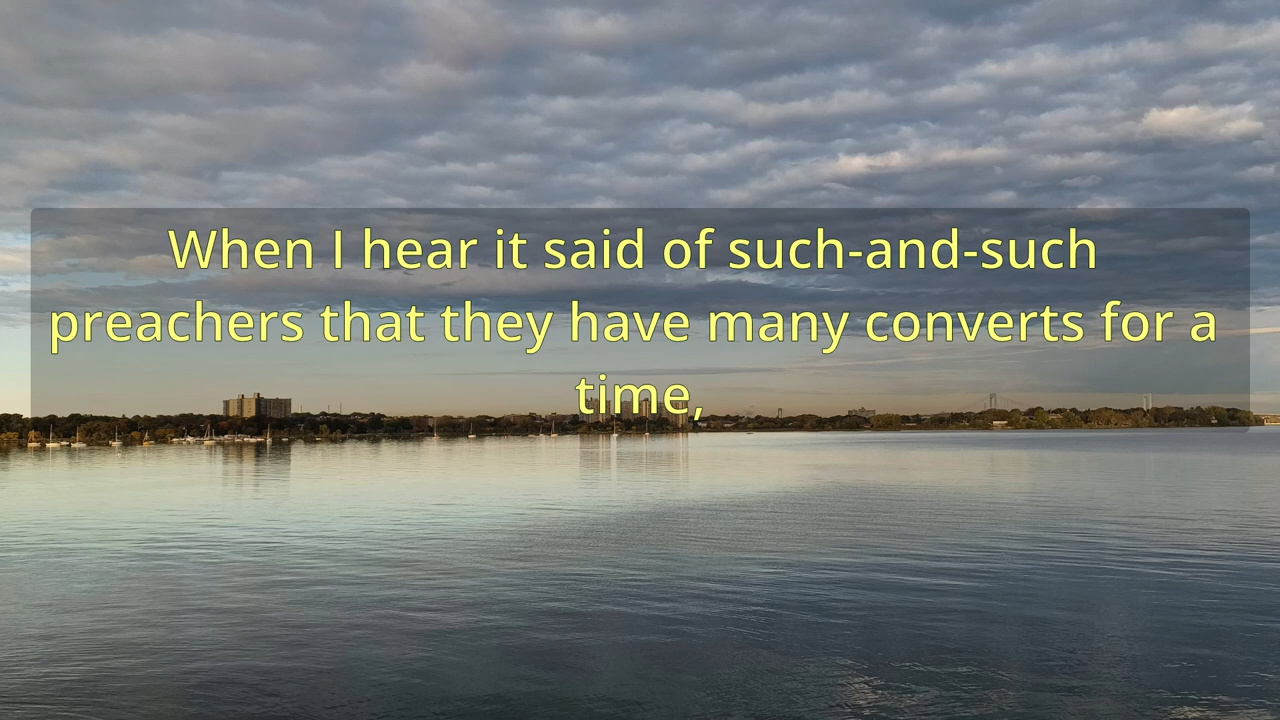 When I hear it said of such-and-such
preachers that they have many converts for a
time,